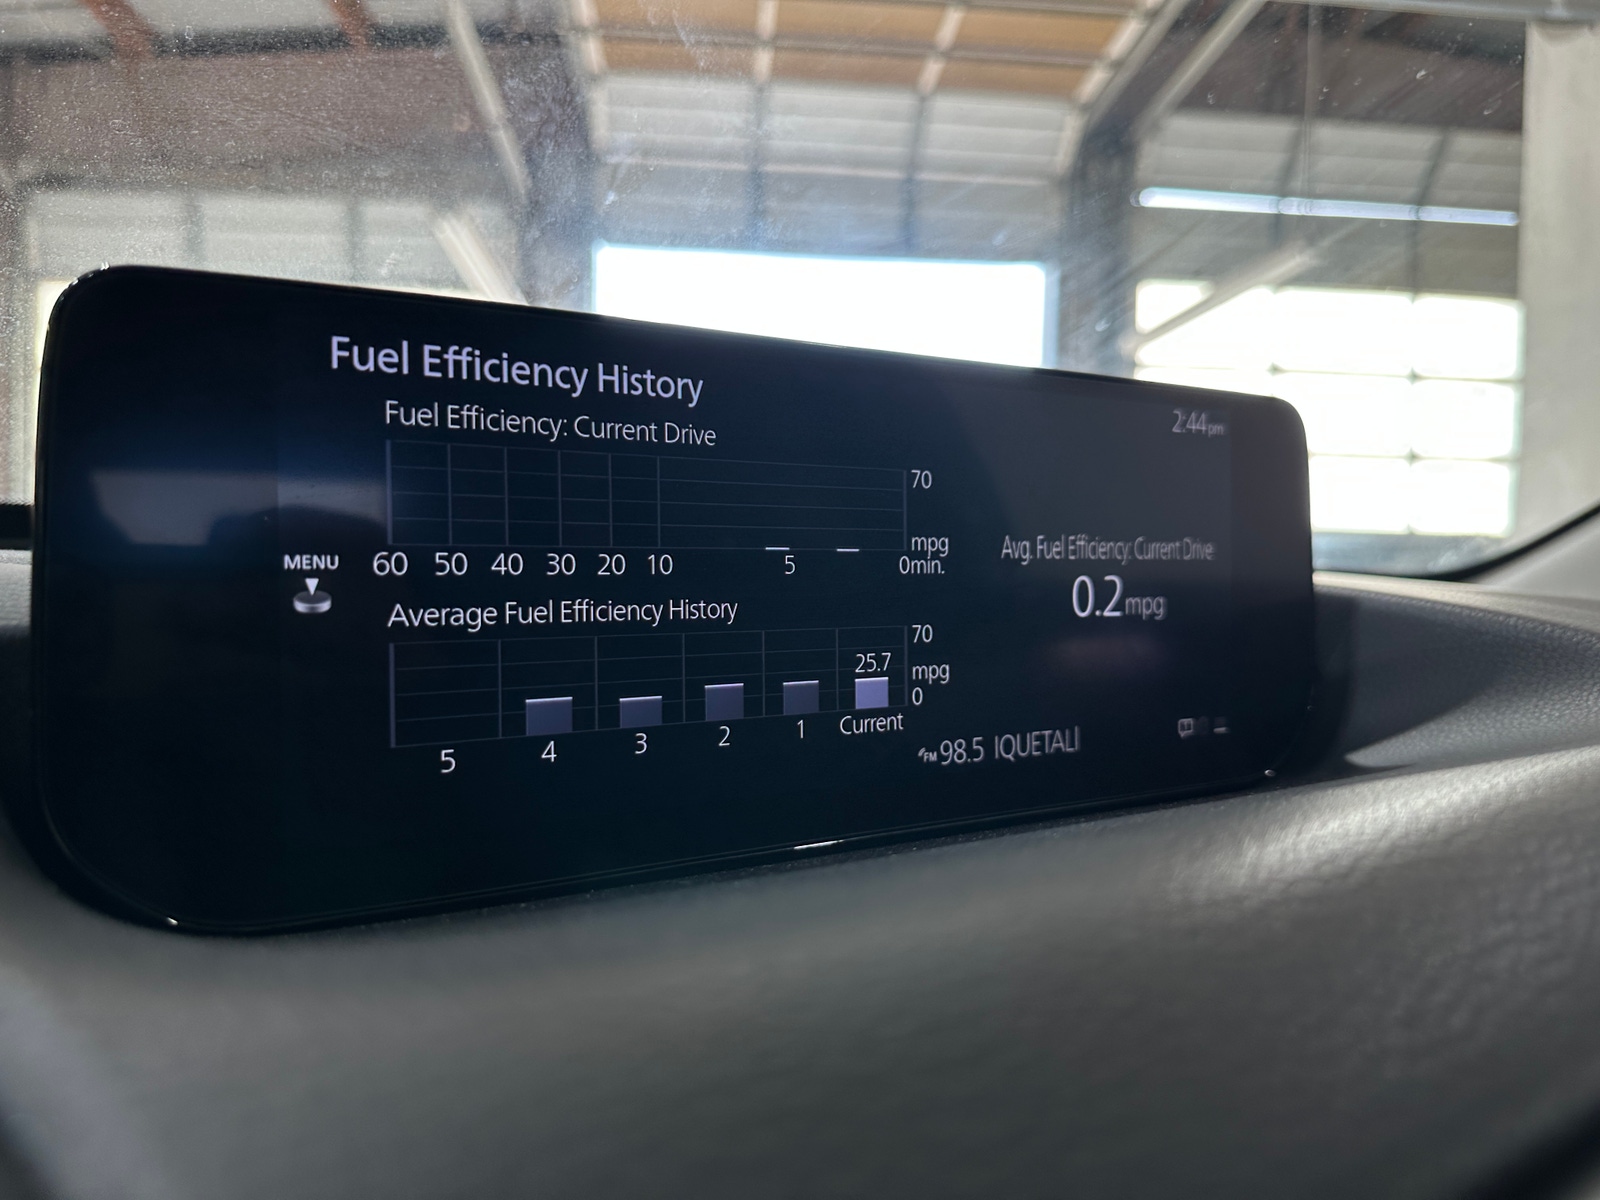 Fuel Efficiency History
2:44pm
Fuel Efficiency: Current Drive
70
mpg
60 50 40 30 20 10 5 0min.
MENU
Avg. Fuel Efficiency: Current Drive
0.2mpg
Average Fuel Efficiency History
70
25.7
mpg
0
5 4 3 2 1 Current
FM 98.5 IQUETALI